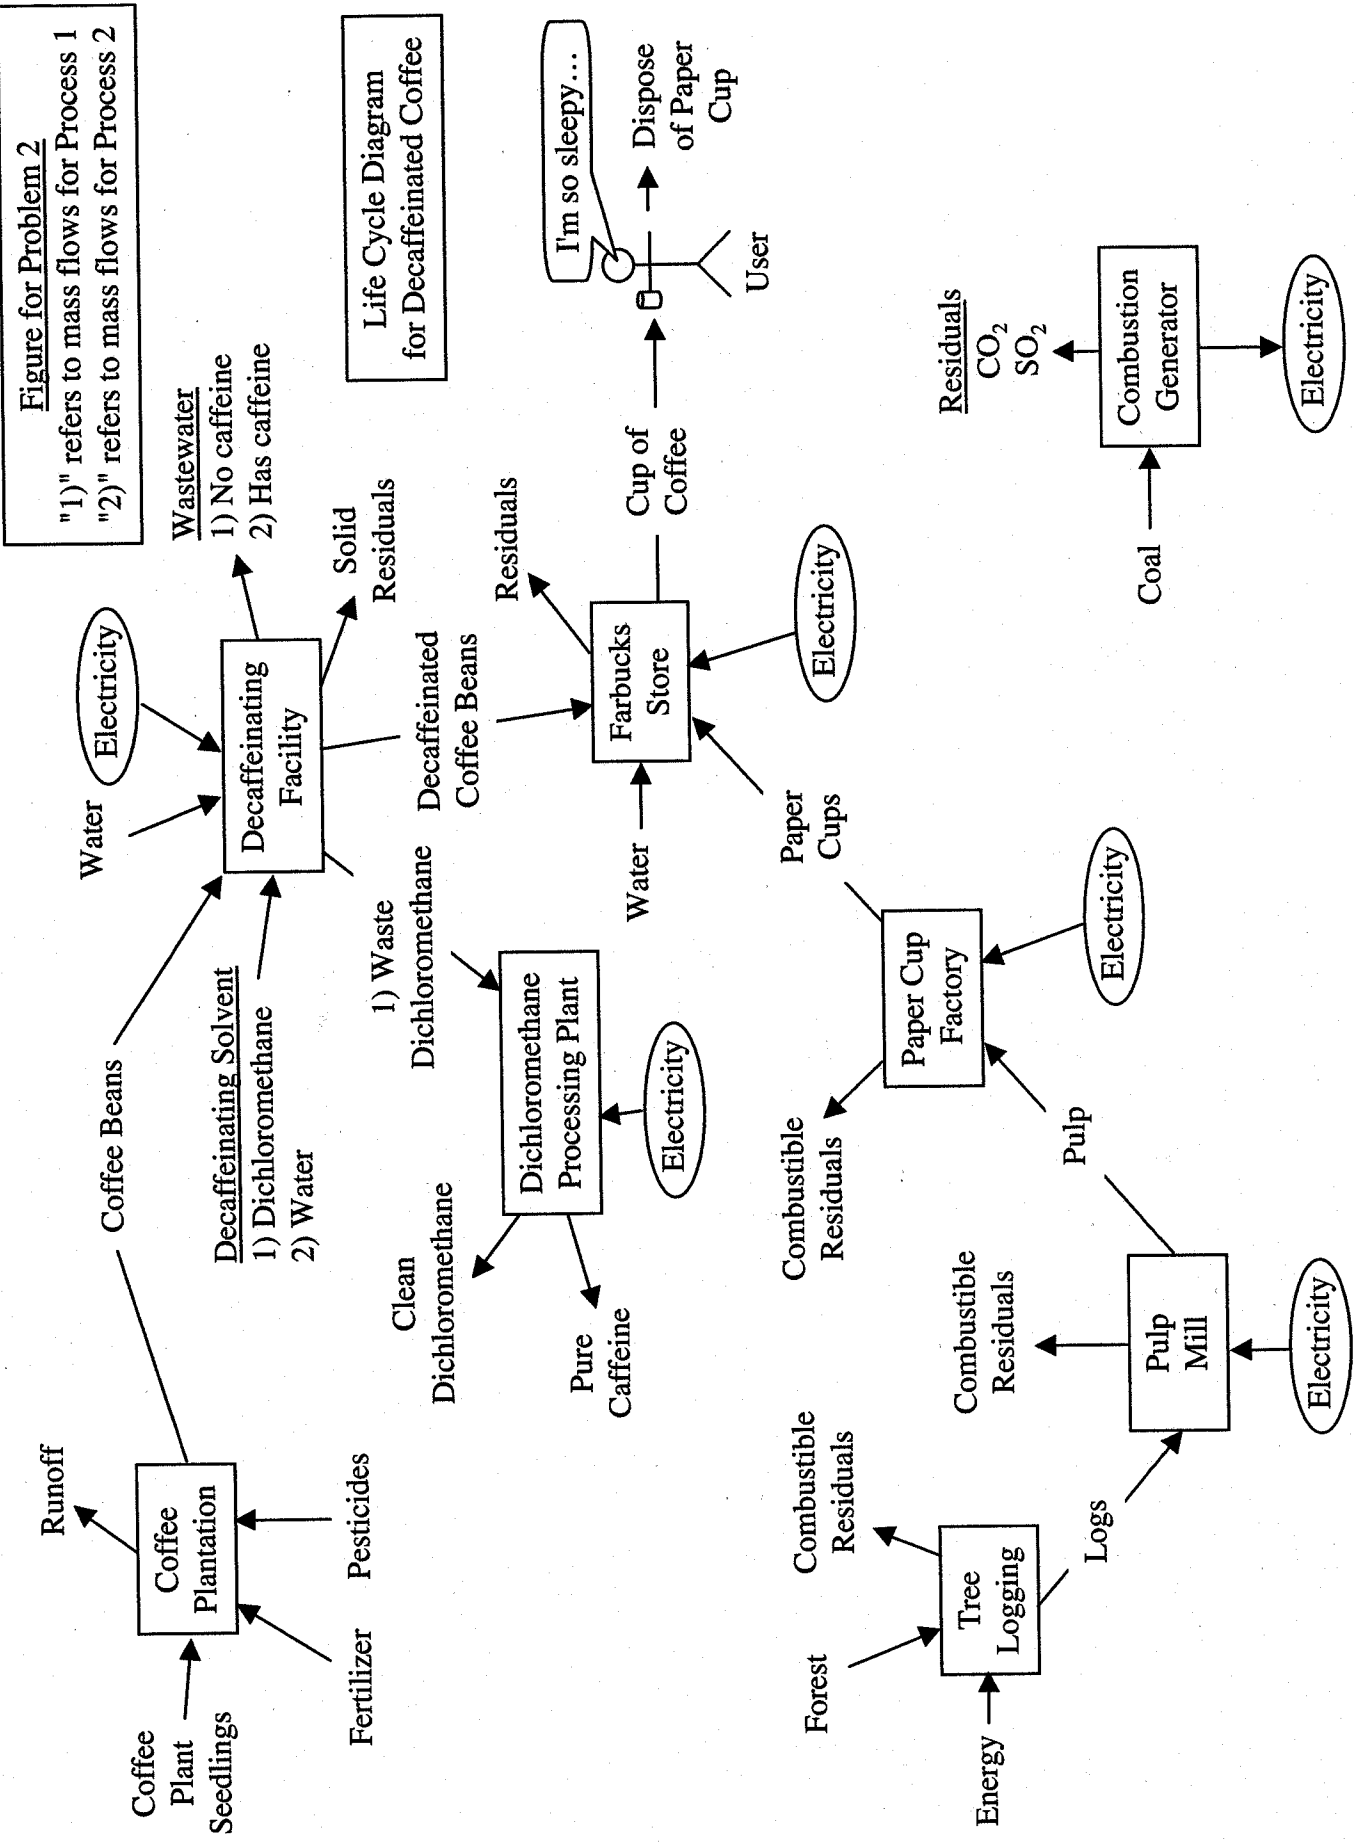 Figure for Problem 2
"1)" refers to mass flows for Process 1
"2)" refers to mass flows for Process 2
Life Cycle Diagram
for Decaffeinated Coffee
Coffee
Plant
Seedlings
Fertilizer
Pesticides
Coffee
Plantation
Runoff
Coffee Beans
Decaffeinating Solvent
1) Dichloromethane
2) Water
Water
Electricity
Decaffeinating
Facility
Wastewater
1) No caffeine
2) Has caffeine
Solid
Residuals
1) Waste
Dichloromethane
Dichloromethane
Processing Plant
Electricity
Clean
Dichloromethane
Pure
Caffeine
Decaffeinated
Coffee Beans
Water
Farbucks
Store
Residuals
Electricity
Cup of
Coffee
I'm so sleepy...
User
Dispose
of Paper
Cup
Forest
Energy
Tree
Logging
Combustible
Residuals
Logs
Pulp
Mill
Combustible
Residuals
Electricity
Pulp
Paper Cup
Factory
Combustible
Residuals
Electricity
Paper
Cups
Coal
Combustion
Generator
Residuals
CO2
SO2
Electricity